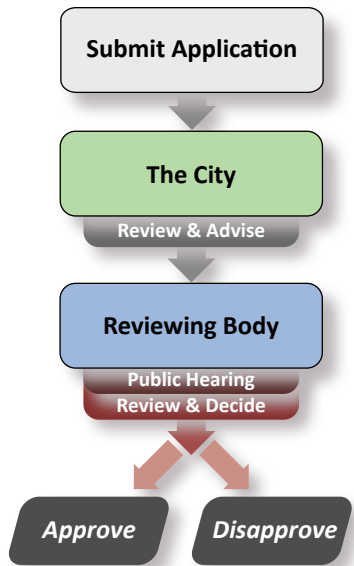 Submit Application
The City
Review & Advise
Reviewing Body
Public Hearing
Review & Decide
Approve
Disapprove